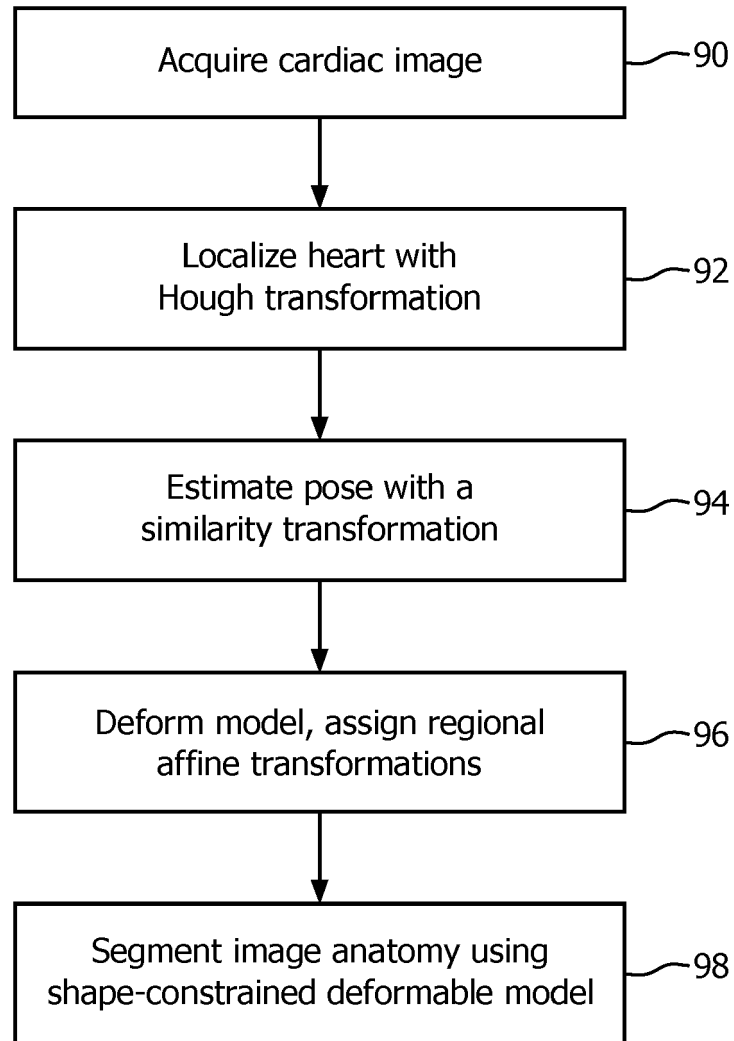 Acquire cardiac image
90
Localize heart with
Hough transformation
92
Estimate pose with a
similarity transformation
94
Deform model, assign regional
affine transformations
96
Segment image anatomy using
shape-constrained deformable model
98